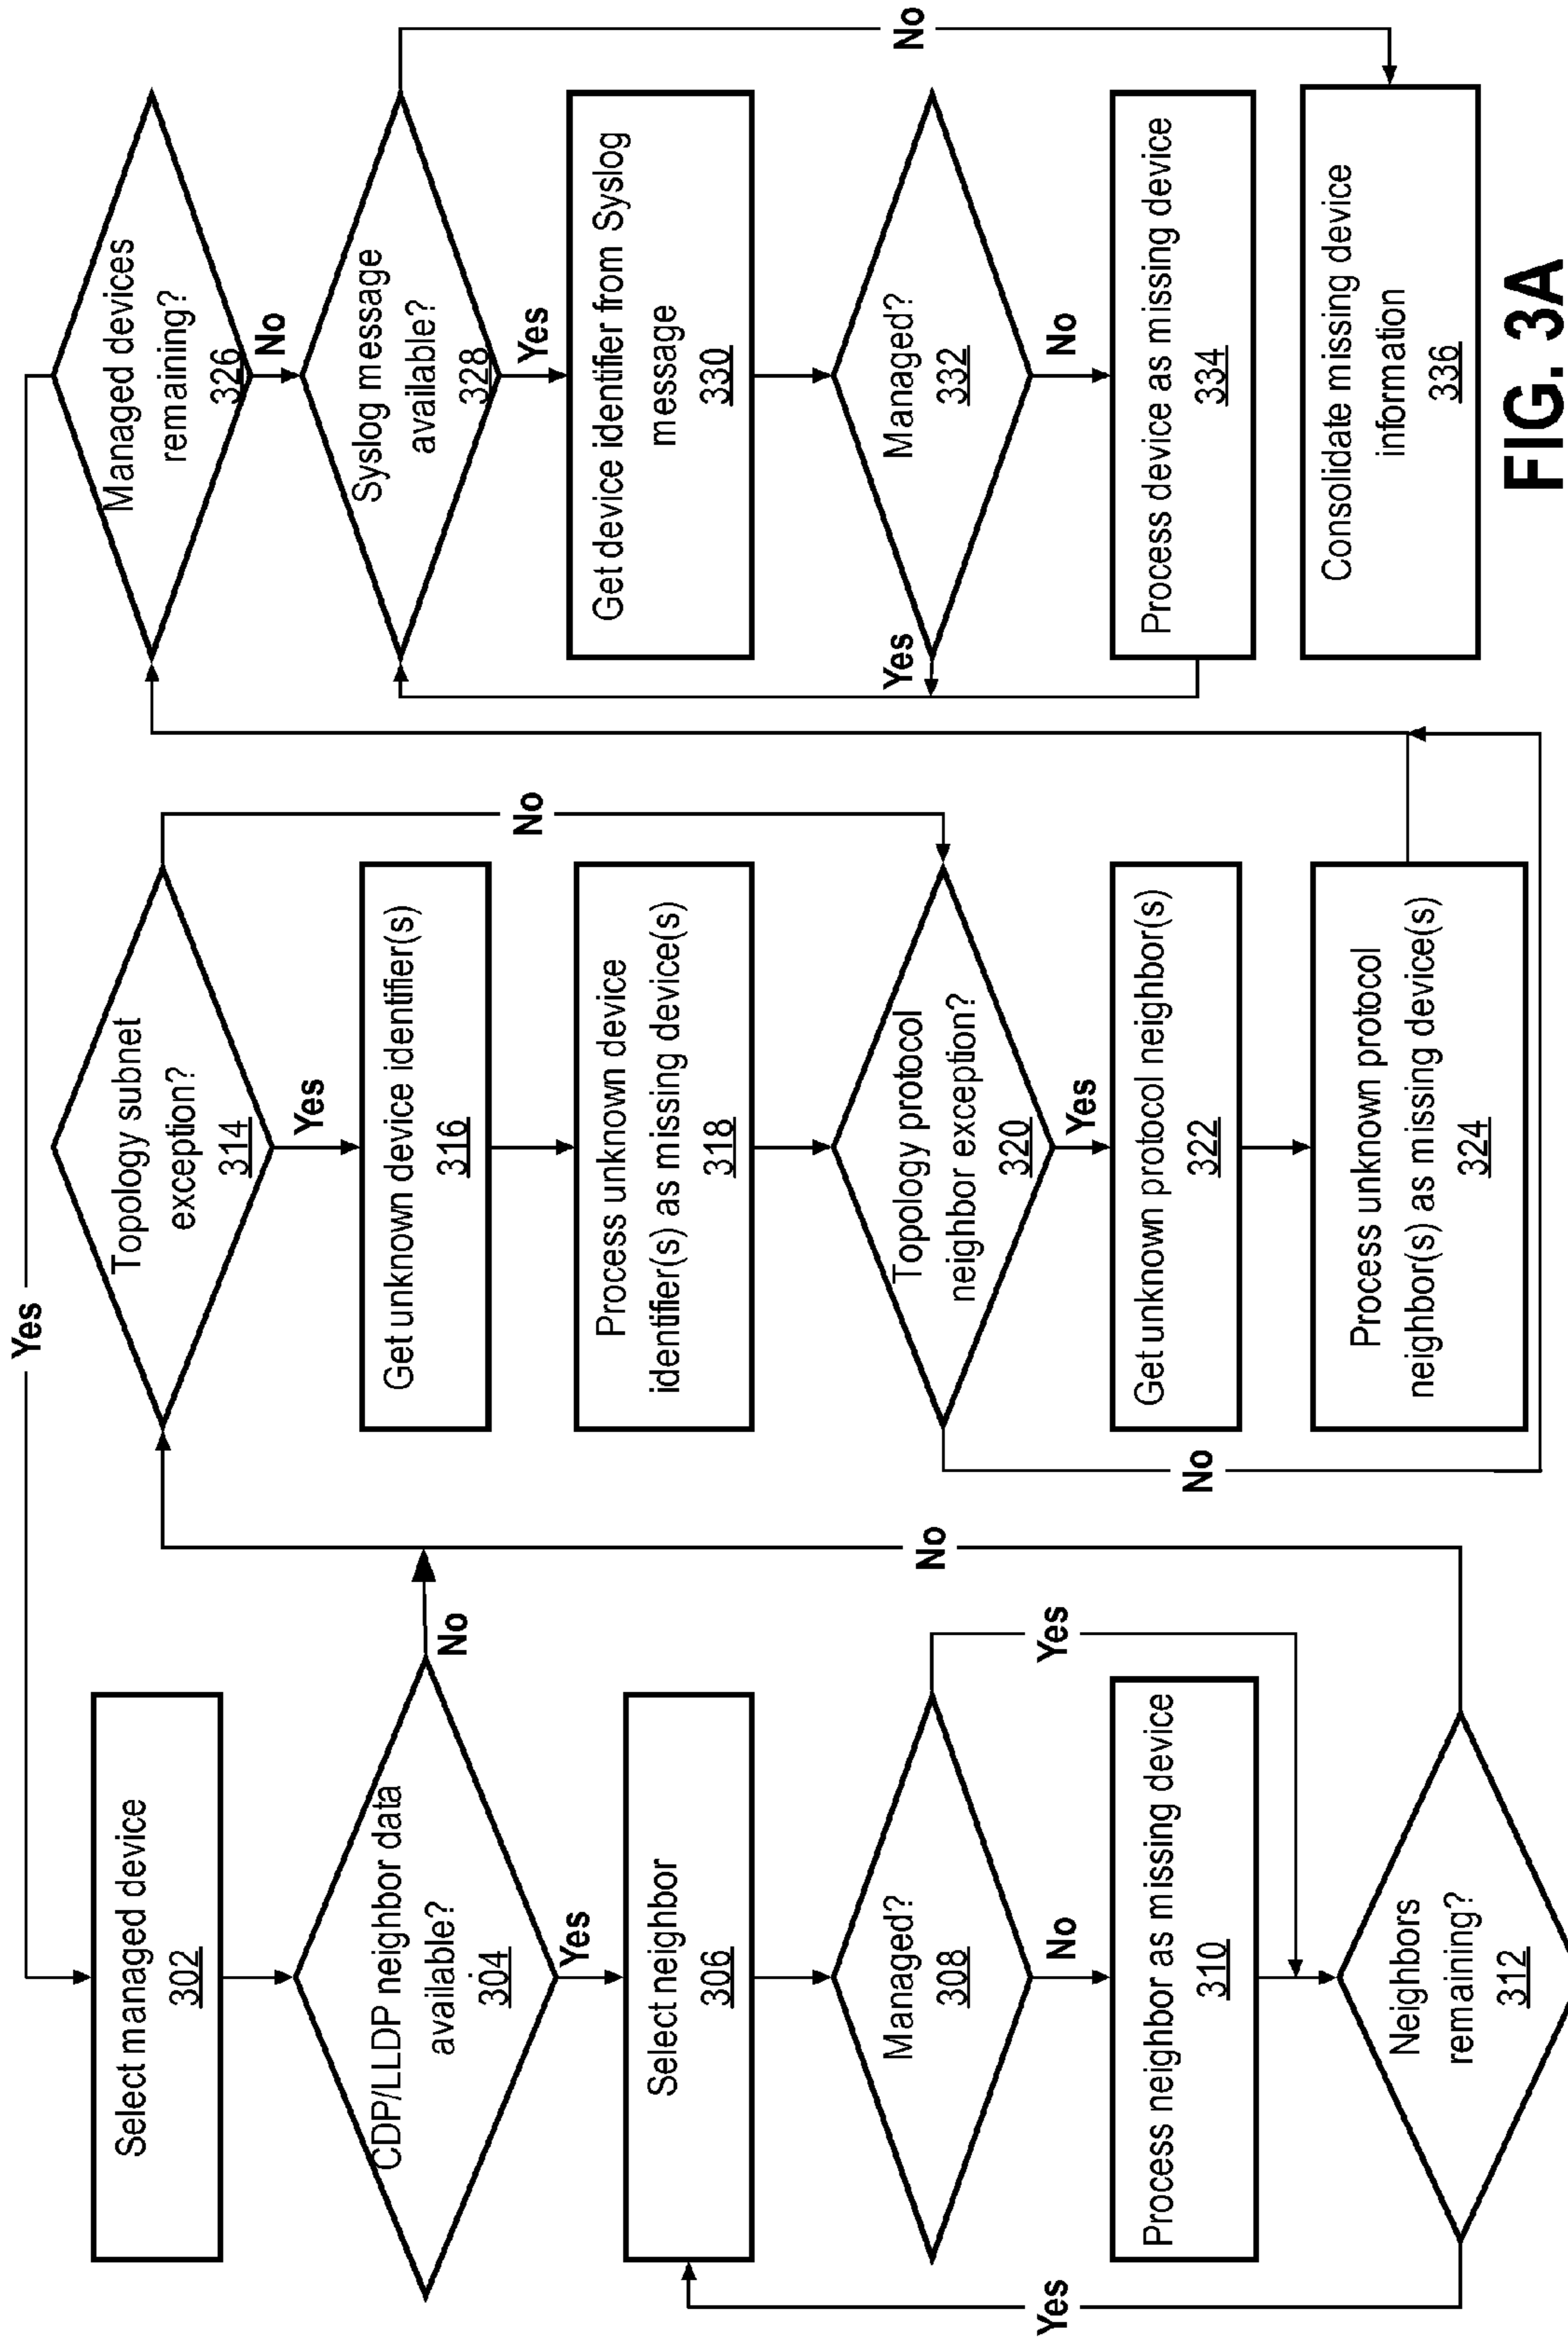 Yes
Select managed device
302
CDP/LLDP neighbor data
available?
304
No
Yes
Select neighbor
306
Managed?
308
Yes
No
Process neighbor as missing device
310
Neighbors
remaining?
312
Yes
No
Topology subnet
exception?
314
No
Yes
Get unknown device identifier(s)
316
Process unknown device
identifier(s) as missing device(s)
318
Topology protocol
neighbor exception?
320
Yes
No
Get unknown protocol neighbor(s)
322
Process unknown protocol
neighbor(s) as missing device(s)
324
Managed devices
remaining?
326
No
Syslog message
available?
328
Yes
No
Get device identifier from Syslog
message
330
Managed?
332
Yes
No
Process device as missing device
334
Consolidate missing device
information
336
FIG. 3A